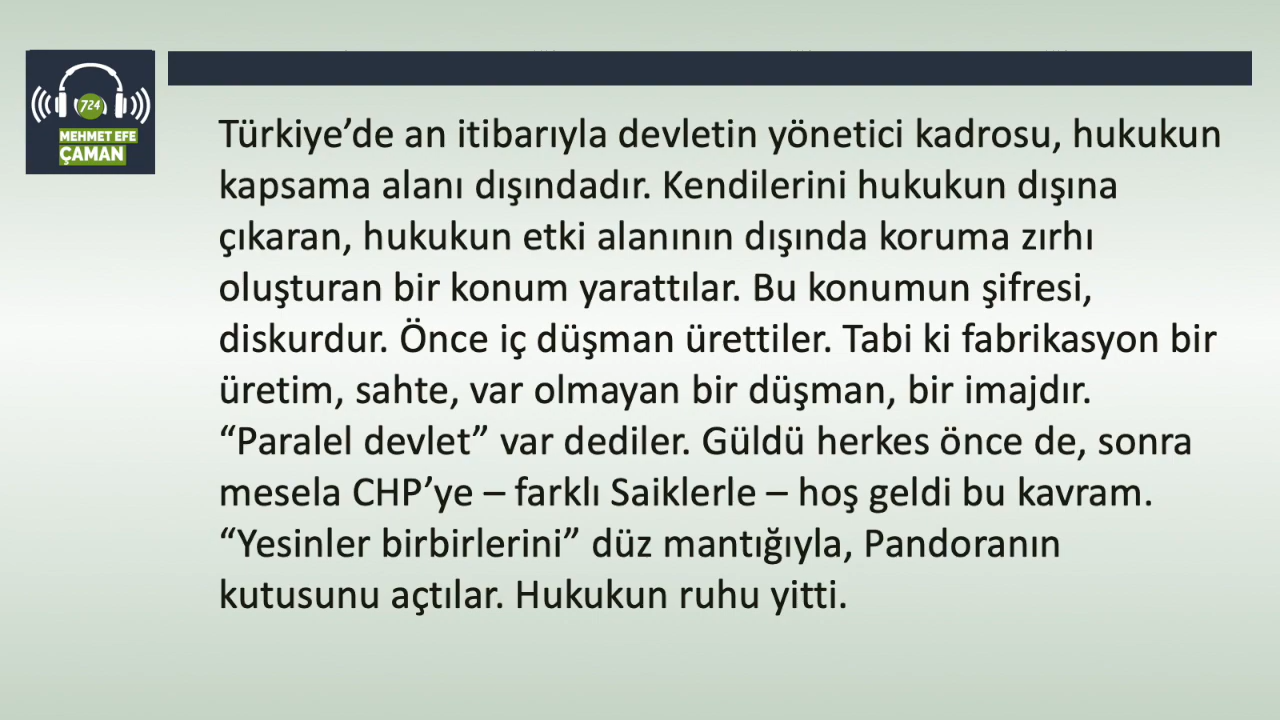 724
MEHMET EFE
ÇAMAN
Türkiye’de an itibarıyla devletin yönetici kadrosu, hukukun
kapsama alanı dışındadır. Kendilerini hukukun dışına
çıkaran, hukukun etki alanının dışında koruma zırhı
oluşturan bir konum yarattılar. Bu konumun şifresi,
diskurdur. Önce iç düşman ürettiler. Tabi ki fabrikasyon bir
üretim, sahte, var olmayan bir düşman, bir imajdır.
“Paralel devlet” var dediler. Güldü herkes önce de, sonra
mesela CHP’ye – farklı Saiklerle – hoş geldi bu kavram.
“Yesinler birbirlerini” düz mantığıyla, Pandoranın
kutusunu açtılar. Hukukun ruhu yitti.